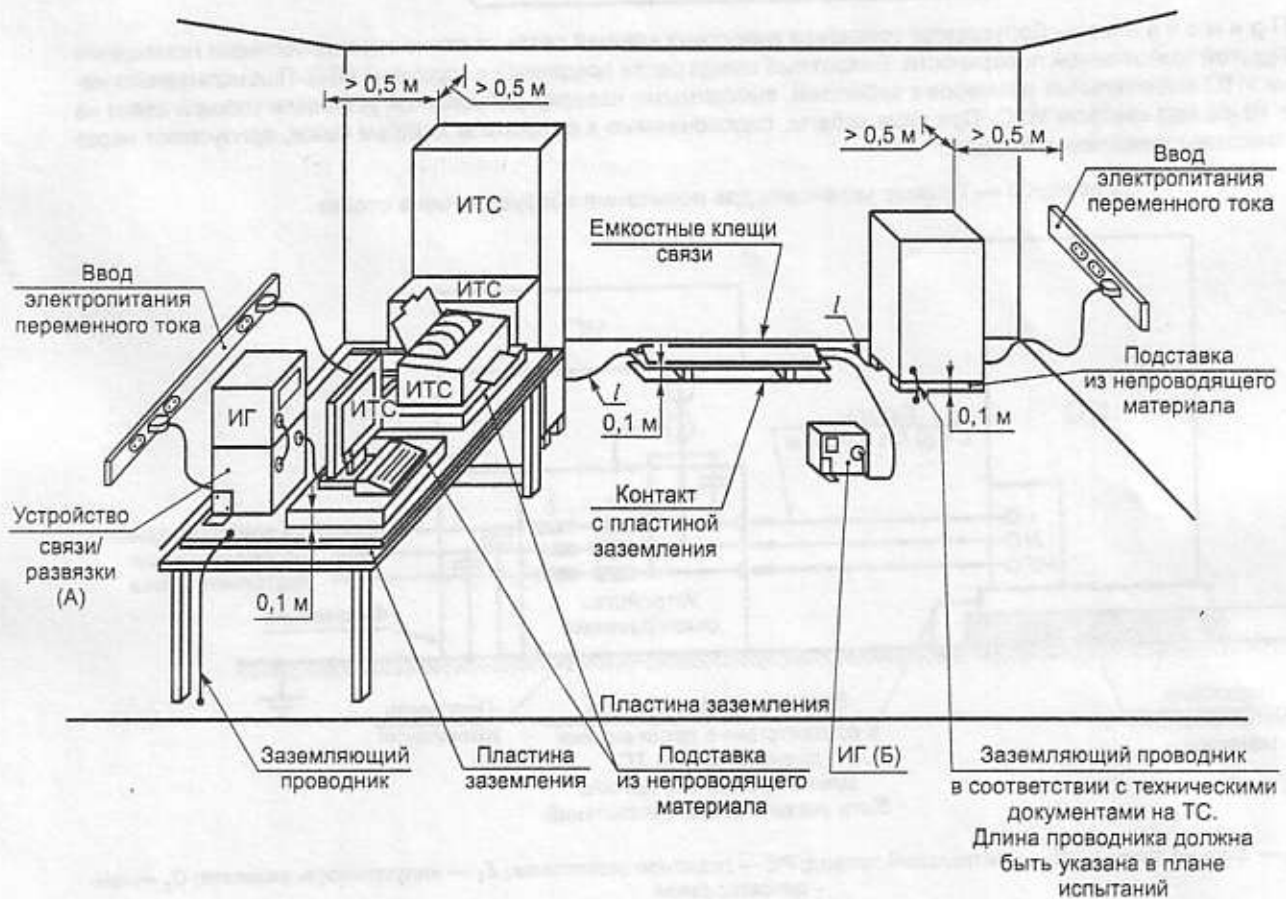 > 0,5 м
> 0,5 м
> 0,5 м
> 0,5 м
Ввод
электропитания
переменного тока
ИТС
Емкостные клещи
связи
Ввод
электропитания
переменного тока
ИТС
ИТС
ИТС
ИГ
l
l
0,1 м
0,1 м
Подставка
из непроводящего
материала
Устройство
связи/
развязки
(А)
0,1 м
Контакт
с пластиной
заземления
Пластина заземления
Заземляющий
проводник
Пластина
заземления
Подставка
из непроводящего
материала
ИГ (Б)
Заземляющий проводник
в соответствии с техническими
документами на ТС.
Длина проводника должна
быть указана в плане
испытаний